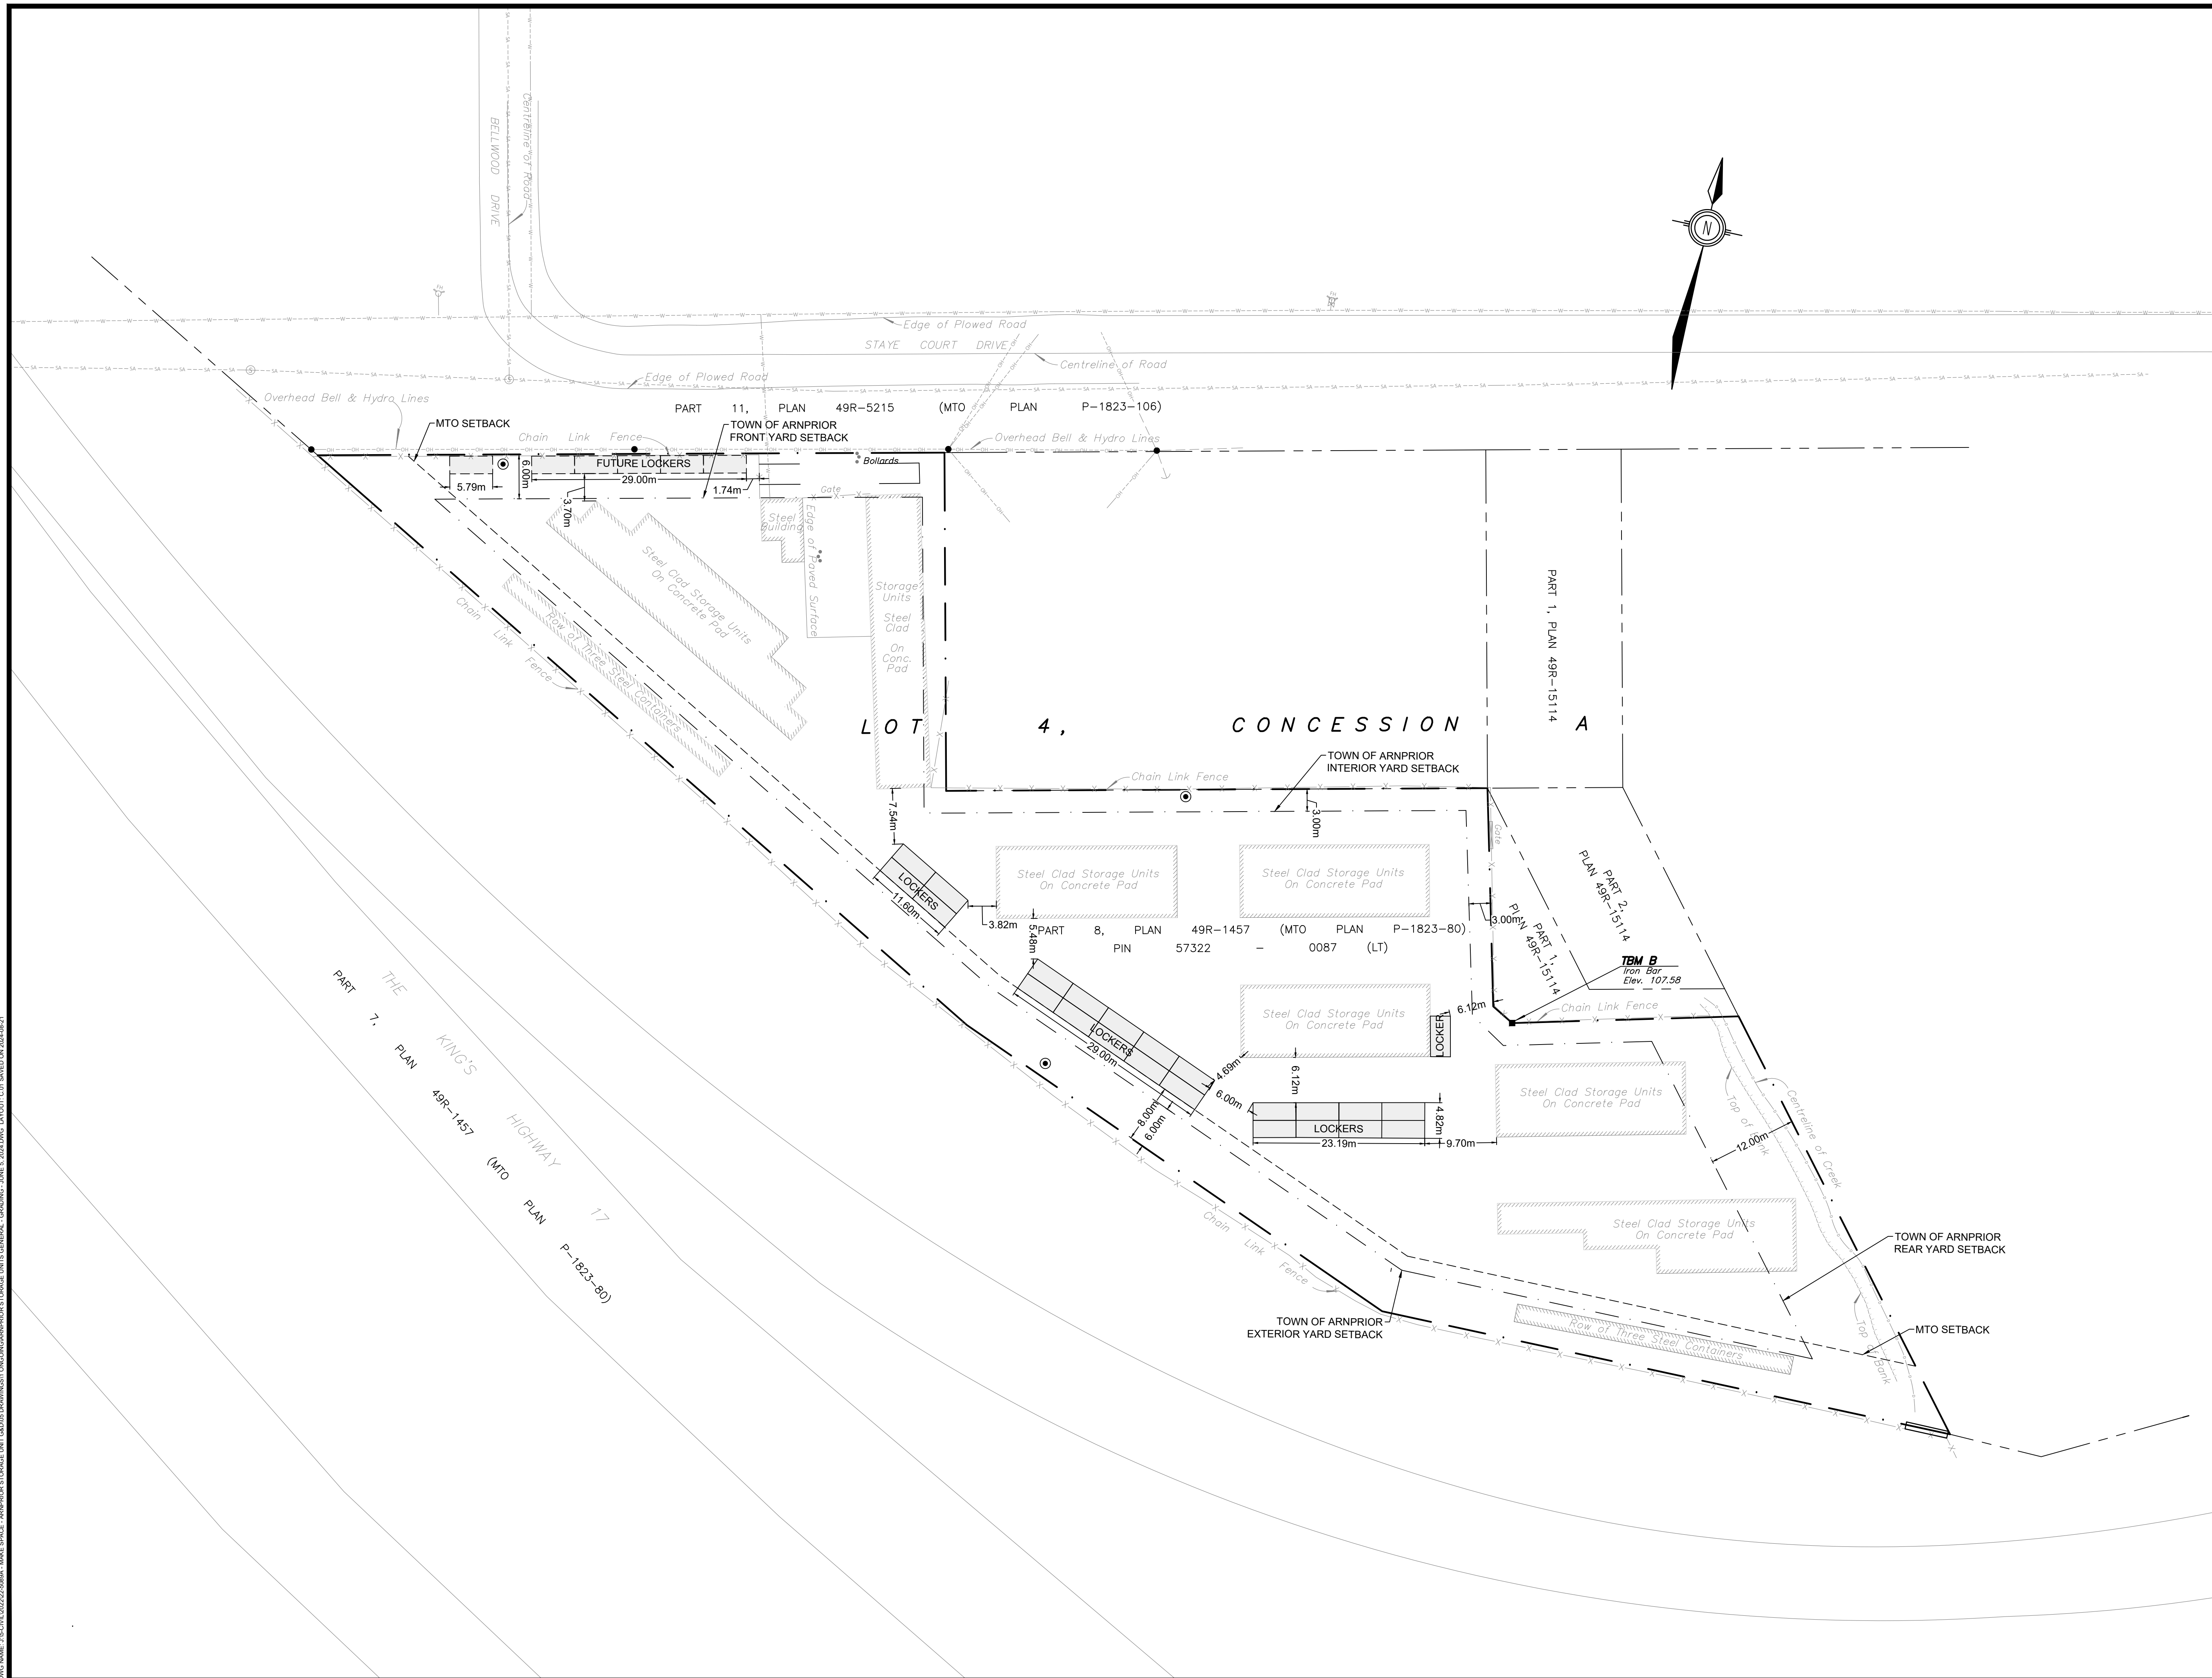 BELLWOOD DRIVE
Centreline of Road
N
Edge of Plowed Road
STAYE COURT DRIVE
Centreline of Road
Edge of Plowed Road
Overhead Bell & Hydro Lines
PART 11, PLAN 49R-5215 (MTO PLAN P-1823-106)
MTO SETBACK
TOWN OF ARNPRIOR
FRONT YARD SETBACK
Chain Link Fence
Overhead Bell & Hydro Lines
Bollards
FUTURE LOCKERS
6.00m
5.79m
29.00m
1.74m
3.70m
Gate
Steel
Building
Edge of Paved Surface
Steel Clad Storage Units
On Concrete Pad
Storage
Units
Steel
Clad
On
Conc.
Pad
Row of Three Steel Containers
Chain Link Fence
PART 1, PLAN 49R-15114
LOT 4, CONCESSION A
TOWN OF ARNPRIOR
INTERIOR YARD SETBACK
Chain Link Fence
7.54m
3.00m
Gate
LOCKERS
11.60m
3.82m
Steel Clad Storage Units
On Concrete Pad
Steel Clad Storage Units
On Concrete Pad
PART 2,
PLAN 49R-15114
3.00m
PART 1,
PLAN 49R-15114
5.48m
PART 8, PLAN 49R-1457 (MTO PLAN P-1823-80)
PIN 57322 - 0087 (LT)
TBM B
Iron Bar
Elev. 107.58
Chain Link Fence
6.12m
Steel Clad Storage Units
On Concrete Pad
LOCKER
LOCKERS
29.00m
4.69m
6.00m
6.12m
8.00m
6.00m
LOCKERS
4.82m
23.19m
9.70m
Steel Clad Storage Units
On Concrete Pad
Top of Bank
Centreline of Creek
12.00m
Steel Clad Storage Units
On Concrete Pad
TOWN OF ARNPRIOR
REAR YARD SETBACK
THE KING'S HIGHWAY 17
PART 7, PLAN 49R-1457 (MTO PLAN P-1823-80)
Chain Link Fence
TOWN OF ARNPRIOR
EXTERIOR YARD SETBACK
Row of Three Steel Containers
MTO SETBACK
Top of Bank